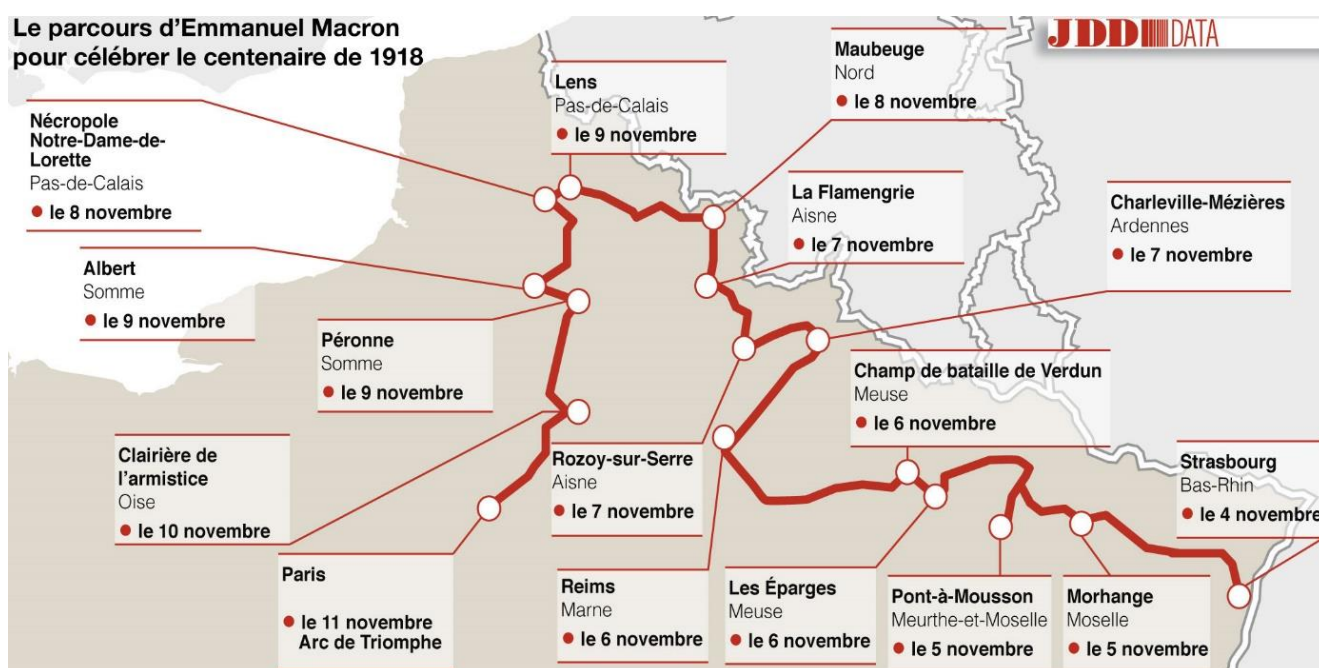 Le parcours d'Emmanuel Macron
pour célébrer le centenaire de 1918
JDD DATA
Nécropole
Notre-Dame-de-
Lorette
Pas-de-Calais
le 8 novembre
Lens
Pas-de-Calais
le 9 novembre
Maubeuge
Nord
le 8 novembre
La Flamengrie
Aisne
le 7 novembre
Charleville-Mézières
Ardennes
le 7 novembre
Albert
Somme
le 9 novembre
Péronne
Somme
le 9 novembre
Champ de bataille de Verdun
Meuse
le 6 novembre
Clairière de
l'armistice
Oise
le 10 novembre
Rozoy-sur-Serre
Aisne
le 7 novembre
Strasbourg
Bas-Rhin
le 4 novembre
Paris
le 11 novembre
Arc de Triomphe
Reims
Marne
le 6 novembre
Les Éparges
Meuse
le 6 novembre
Pont-à-Mousson
Meurthe-et-Moselle
le 5 novembre
Morhange
Moselle
le 5 novembre